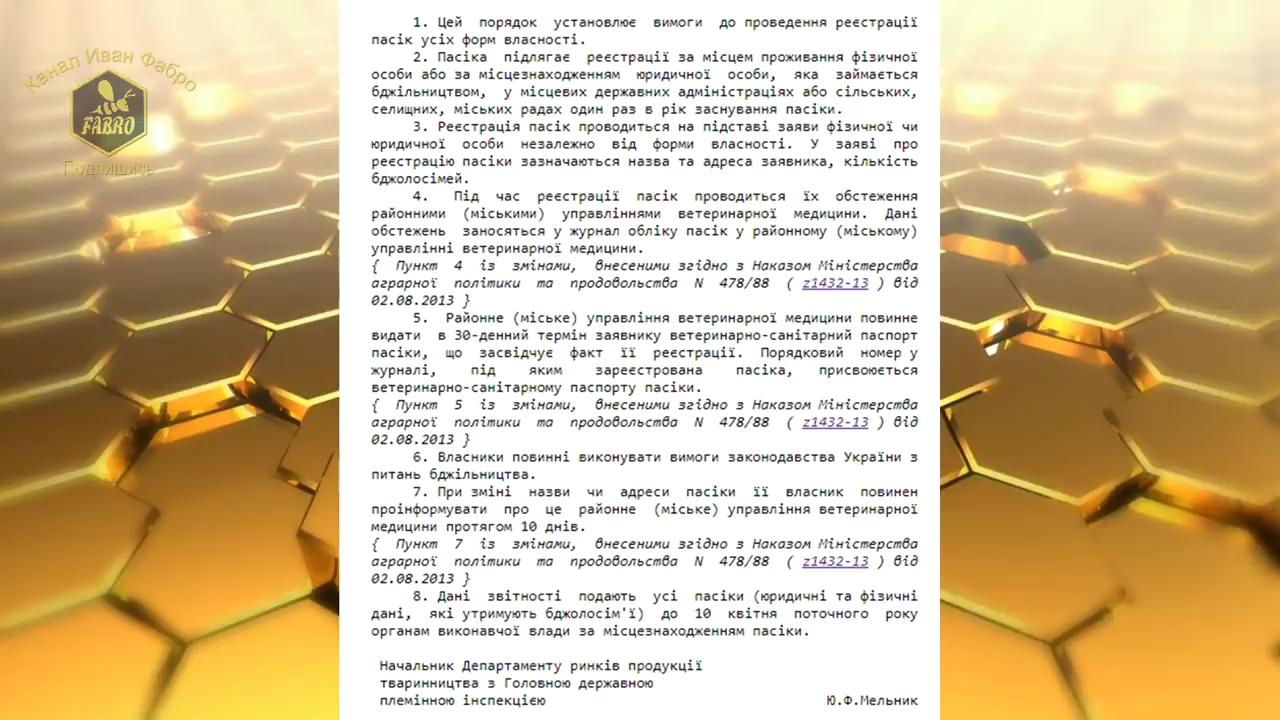 Канал Иван Фабро
FABRO
Подпишись
1. Цей порядок установлює вимоги до проведення реєстрації
пасік усіх форм власності.
2. Пасіка підлягає реєстрації за місцем проживання фізичної
особи або за місцезнаходженням юридичної особи, яка займається
бджільництвом, у місцевих державних адміністраціях або сільських,
селищних, міських радах один раз в рік заснування пасіки.
3. Реєстрація пасік проводиться на підставі заяви фізичної чи
юридичної особи незалежно від форми власності. У заяві про
реєстрацію пасіки зазначаються назва та адреса заявника, кількість
бджолосімей.
4. Під час реєстрації пасік проводиться їх обстеження
районними (міськими) управліннями ветеринарної медицини. Дані
обстежень заносяться у журнал обліку пасік у районному (міському)
управлінні ветеринарної медицини.
{ Пункт 4 із змінами, внесеними згідно з Наказом Міністерства
аграрної політики та продовольства N 478/88 ( z1432-13 ) від
02.08.2013 }
5. Районне (міське) управління ветеринарної медицини повинне
видати в 30-денний термін заявнику ветеринарно-санітарний паспорт
пасіки, що засвідчує факт її реєстрації. Порядковий номер у
журналі, під яким зареєстрована пасіка, присвоюється
ветеринарно-санітарному паспорту пасіки.
{ Пункт 5 із змінами, внесеними згідно з Наказом Міністерства
аграрної політики та продовольства N 478/88 ( z1432-13 ) від
02.08.2013 }
6. Власники повинні виконувати вимоги законодавства України з
питань бджільництва.
7. При зміні назви чи адреси пасіки її власник повинен
проінформувати про це районне (міське) управління ветеринарної
медицини протягом 10 днів.
{ Пункт 7 із змінами, внесеними згідно з Наказом Міністерства
аграрної політики та продовольства N 478/88 ( z1432-13 ) від
02.08.2013 }
8. Дані звітності подають усі пасіки (юридичні та фізичні
дані, які утримують бджолосім'ї) до 10 квітня поточного року
органам виконавчої влади за місцезнаходженням пасіки.
Начальник Департаменту ринків продукції
тваринництва з Головною державною
племінною інспекцією Ю.Ф.Мельник